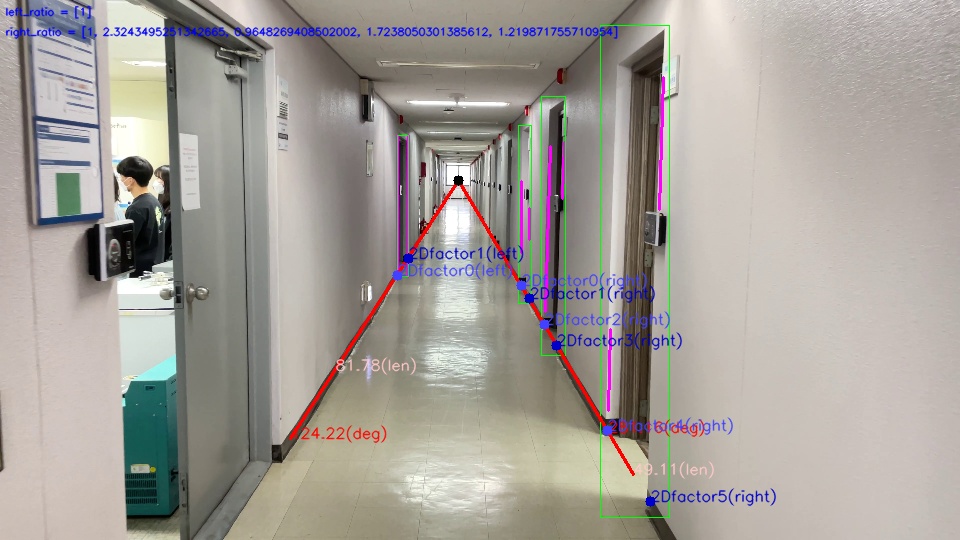 left_ratio = [1]
right_ratio = [1, 2.3243495251342665, 0.9648269408502002, 1.7238050301385612, 1.219871755710954]
2Dfactor1(left)
2Dfactor0(left)
2Dfactor0(right)
2Dfactor1(right)
2Dfactor2(right)
2Dfactor3(right)
81.78(len)
24.22(deg)
2Dfactor4(right)
(deg)
49.11(len)
2Dfactor5(right)